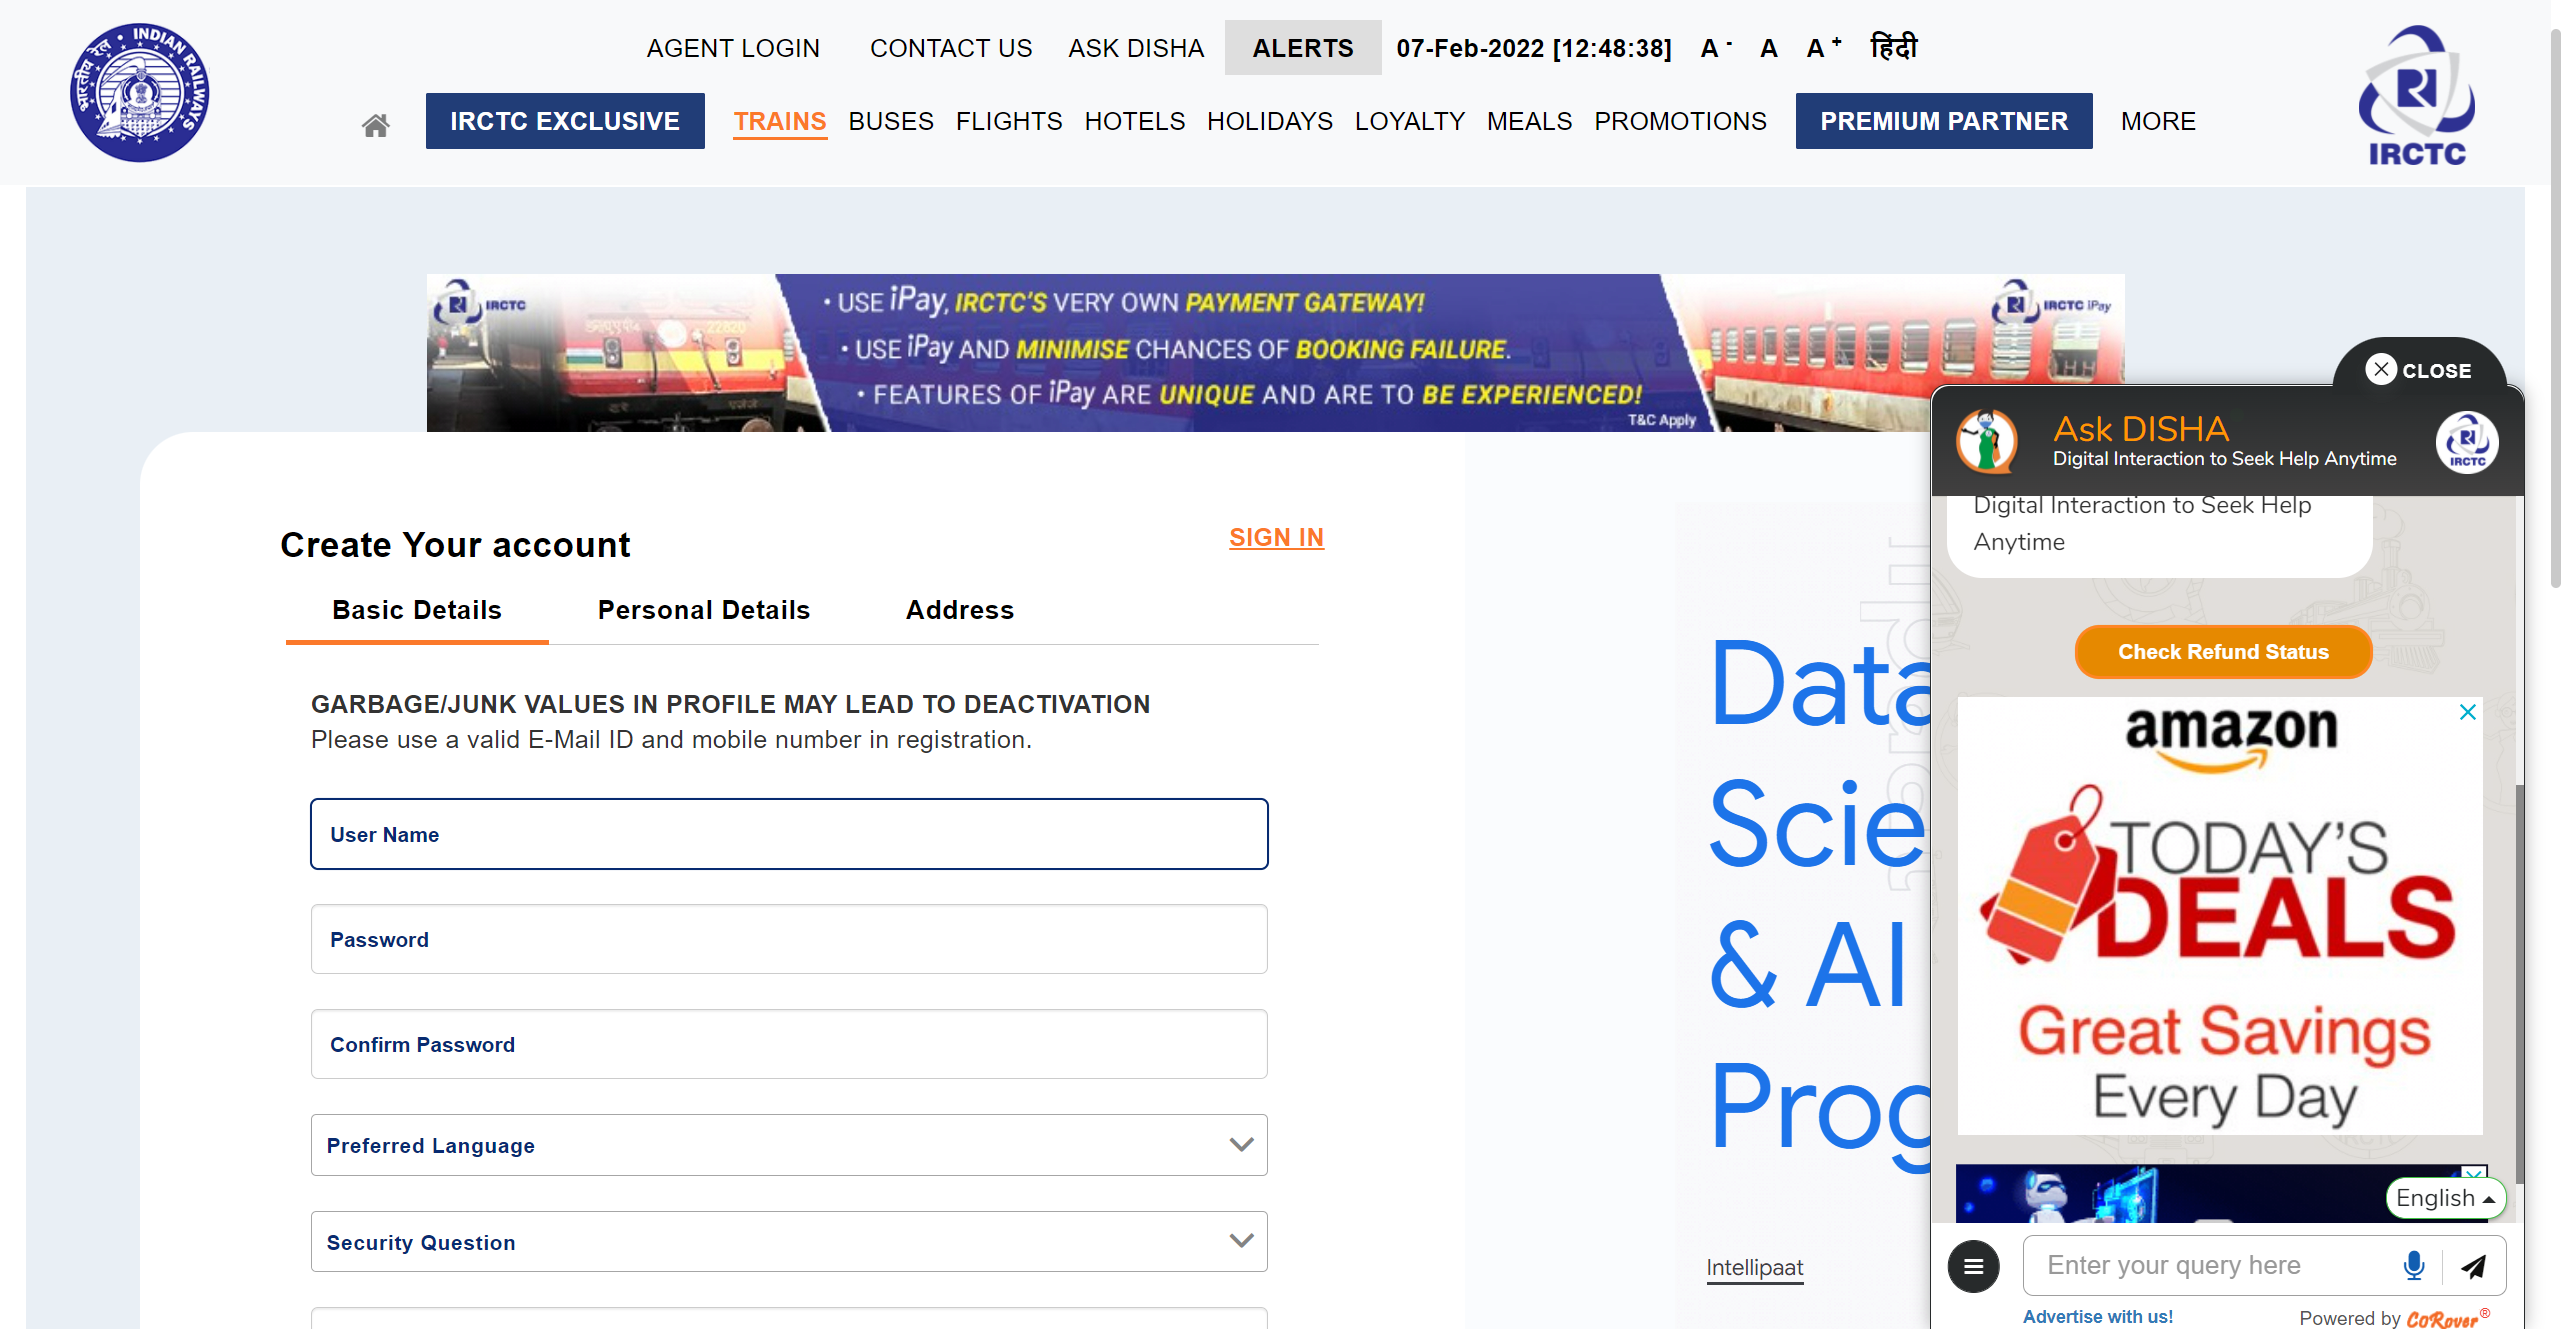 AGENT LOGIN CONTACT US ASK DISHA ALERTS 07-Feb-2022 [12:48:38] A - A A + हिंदी
भारतीय रेल INDIAN RAILWAYS
IRCTC EXCLUSIVE TRAINS BUSES FLIGHTS HOTELS HOLIDAYS LOYALTY MEALS PROMOTIONS PREMIUM PARTNER MORE
IRCTC
IRCTC
• USE iPay, IRCTC'S VERY OWN PAYMENT GATEWAY!
• USE iPay AND MINIMISE CHANCES OF BOOKING FAILURE.
• FEATURES OF iPay ARE UNIQUE AND ARE TO BE EXPERIENCED!
T&C Apply
IRCTC iPay
22620
Create Your account
SIGN IN
Basic Details Personal Details Address
GARBAGE/JUNK VALUES IN PROFILE MAY LEAD TO DEACTIVATION
Please use a valid E-Mail ID and mobile number in registration.
User Name
Password
Confirm Password
Preferred Language
Security Question
Data
Scie
& AI
Prog
Intellipaat
CLOSE
Ask DISHA
Digital Interaction to Seek Help Anytime
IRCTC
Digital Interaction to Seek Help
Anytime
Check Refund Status
amazon
TODAY'S
DEALS
Great Savings
Every Day
English
Enter your query here
Advertise with us!
Powered by CoRover®